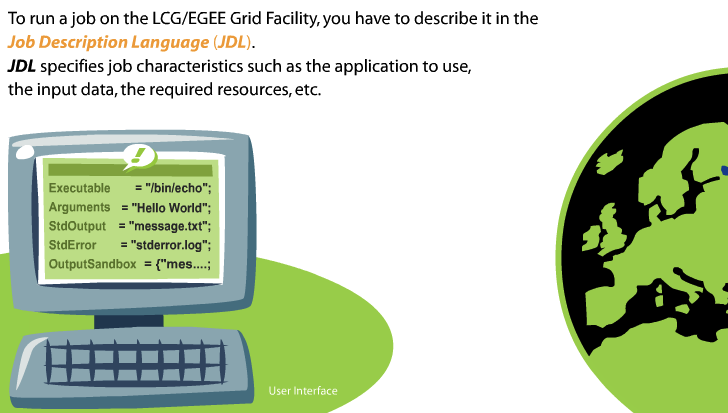 To run a job on the LCG/EGEE Grid Facility, you have to describe it in the
Job Description Language (JDL).
JDL specifies job characteristics such as the application to use,
the input data, the required resources, etc.
Executable = "/bin/echo";
Arguments = "Hello World";
StdOutput = "message.txt";
StdError = "stderror.log";
OutputSandbox = {"mes....;
User Interface